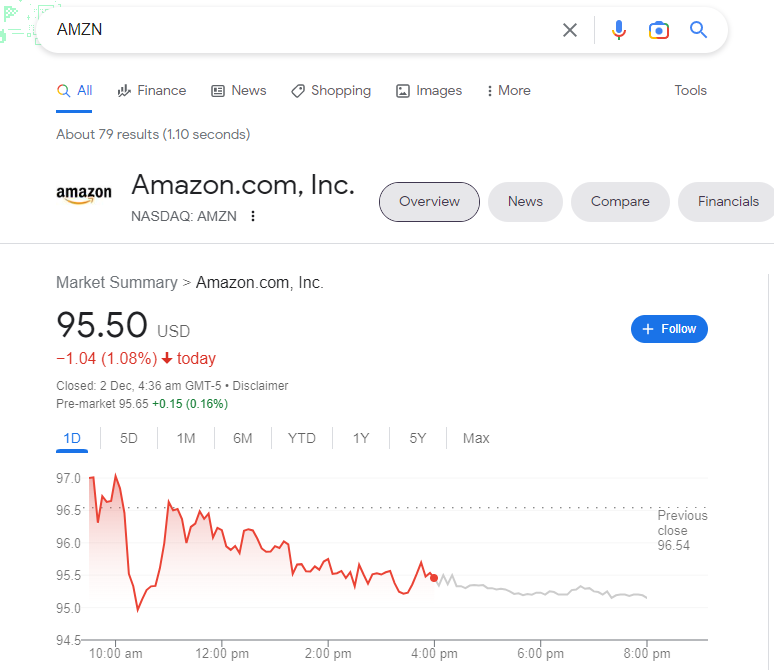 AMZN
All Finance News Shopping Images More Tools
About 79 results (1.10 seconds)
amazon
Amazon.com, Inc.
NASDAQ: AMZN
Overview News Compare Financials
Market Summary > Amazon.com, Inc.
95.50 USD
+ Follow
−1.04 (1.08%) ↓ today
Closed: 2 Dec, 4:36 am GMT-5 • Disclaimer
Pre-market 95.65 +0.15 (0.16%)
1D 5D 1M 6M YTD 1Y 5Y Max
97.0
96.5
96.0
95.5
95.0
94.5
Previous
close
96.54
10:00 am 12:00 pm 2:00 pm 4:00 pm 6:00 pm 8:00 pm